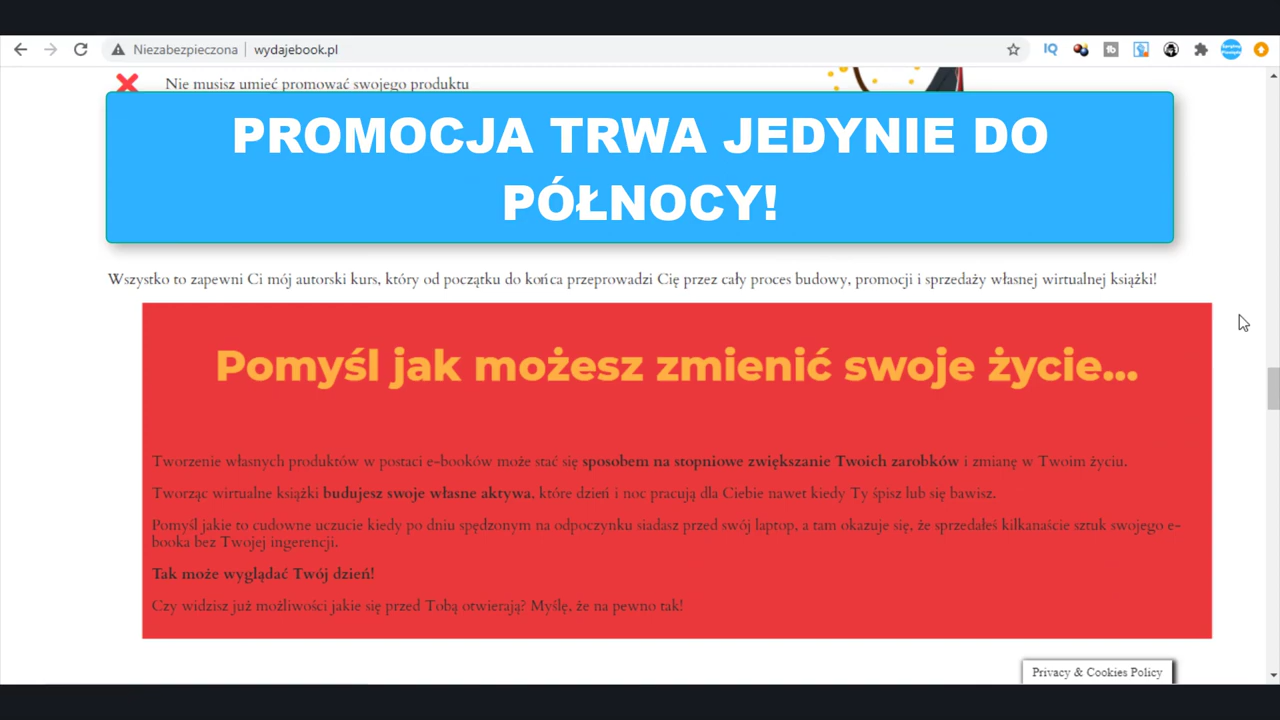 Niezabezpieczona
wydajebook.pl
IQ
Nie musisz umieć promować swojego produktu
PROMOCJA TRWA JEDYNIE DO
PÓŁNOCY!
Wszystko to zapewni Ci mój autorski kurs, który od początku do końca przeprowadzi Cię przez cały proces budowy, promocji i sprzedaży własnej wirtualnej książki!
Pomyśl jak możesz zmienić swoje życie...
Tworzenie własnych produktów w postaci e-booków może stać się sposobem na stopniowe zwiększanie Twoich zarobków i zmianę w Twoim życiu.
Tworząc wirtualne książki budujesz swoje własne aktywa, które dzień i noc pracują dla Ciebie nawet kiedy Ty śpisz lub się bawisz.
Pomyśl jakie to cudowne uczucie kiedy po dniu spędzonym na odpoczynku siadasz przed swój laptop, a tam okazuje się, że sprzedałeś kilkanaście sztuk swojego e-
booka bez Twojej ingerencji.
Tak może wyglądać Twój dzień!
Czy widzisz już możliwości jakie się przed Tobą otwierają? Myślę, że na pewno tak!
Privacy & Cookies Policy